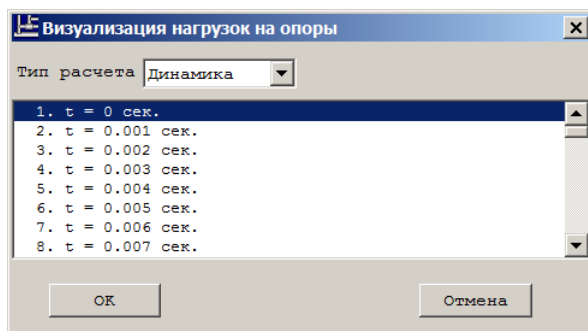 Визуализация нагрузок на опоры
Тип расчета Динамика
1. t = 0 сек.
2. t = 0.001 сек.
3. t = 0.002 сек.
4. t = 0.003 сек.
5. t = 0.004 сек.
6. t = 0.005 сек.
7. t = 0.006 сек.
8. t = 0.007 сек.
OK Отмена